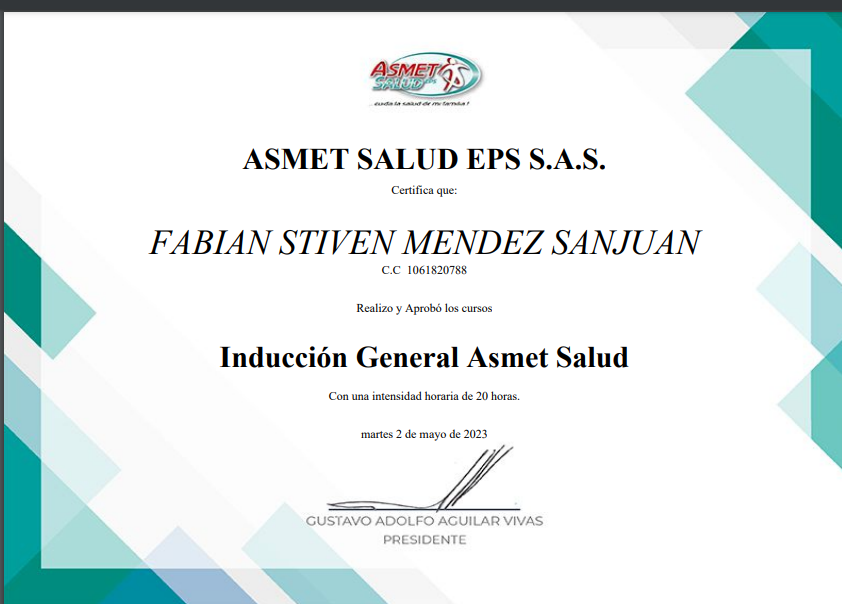 ASMET
SALUD EPS
...cuida la salud de mi familia!
ASMET SALUD EPS S.A.S.
Certifica que:
FABIAN STIVEN MENDEZ SANJUAN
C.C 1061820788
Realizo y Aprobó los cursos
Inducción General Asmet Salud
Con una intensidad horaria de 20 horas.
martes 2 de mayo de 2023
GUSTAVO ADOLFO AGUILAR VIVAS
PRESIDENTE